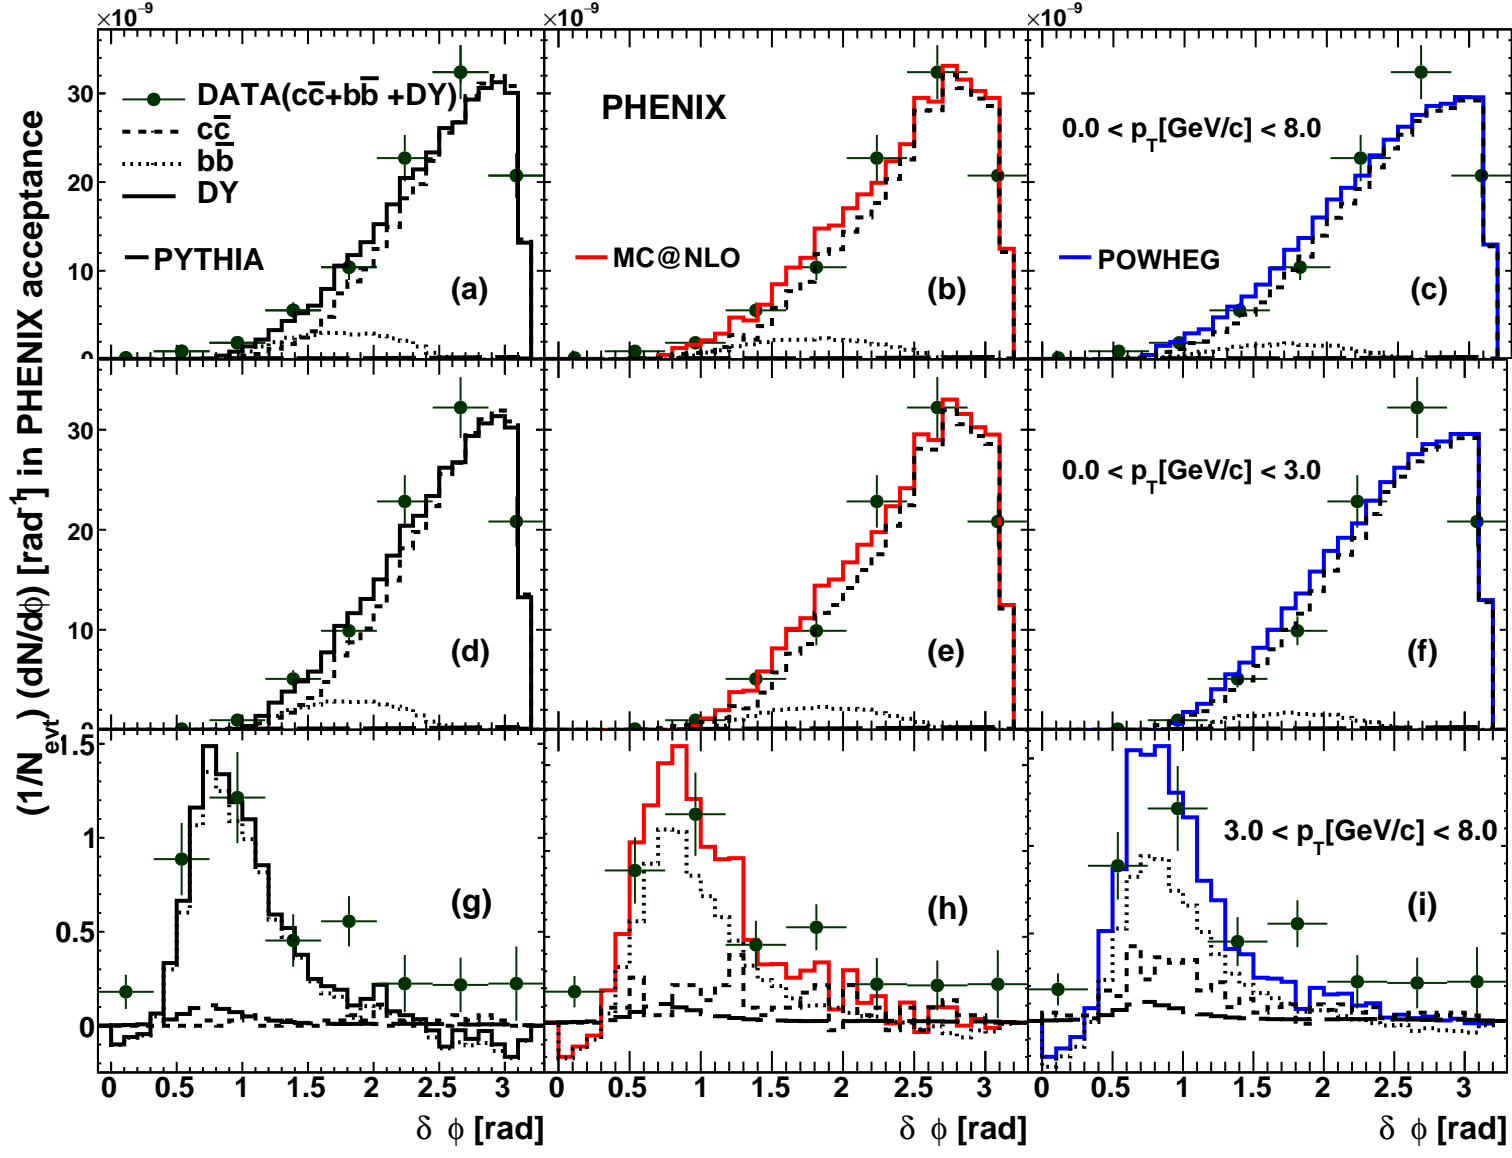 ×10⁻⁹ ×10⁻⁹ ×10⁻⁹
(1/N_evt) (dN/dϕ) [rad⁻¹] in PHENIX acceptance
30
20
10
0
DATA(cc̅+bb̅ +DY)
cc̅
bb̅
DY
PYTHIA
(a)
PHENIX
MC@NLO
(b)
0.0 < p_T[GeV/c] < 8.0
POWHEG
(c)
30
20
10
0
(d)
(e)
0.0 < p_T[GeV/c] < 3.0
(f)
1.5
1
0.5
0
(g)
(h)
3.0 < p_T[GeV/c] < 8.0
(i)
0 0.5 1 1.5 2 2.5 3 0 0.5 1 1.5 2 2.5 3 0 0.5 1 1.5 2 2.5 3
δ ϕ [rad] δ ϕ [rad] δ ϕ [rad]